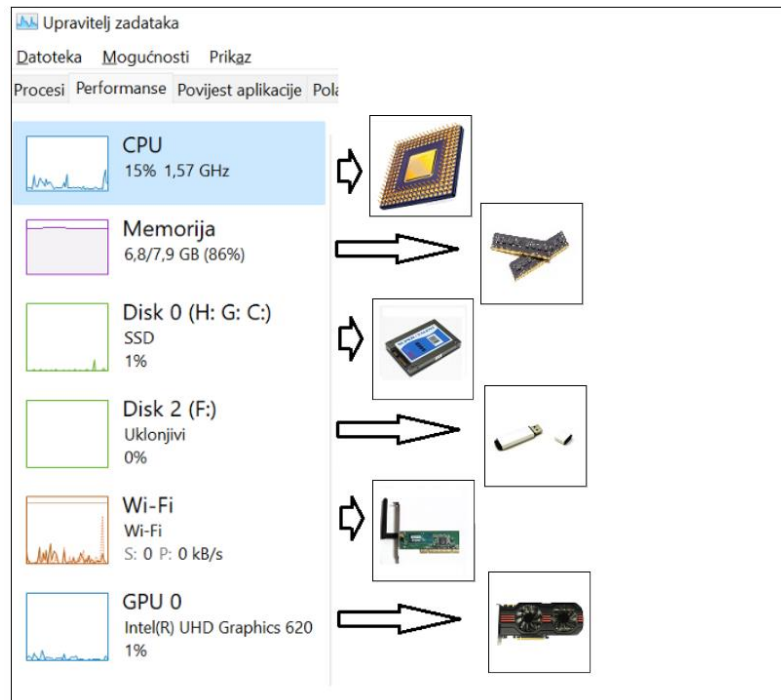 Upravitelj zadataka
Datoteka Mogućnosti Prikaz
Procesi Performanse Povijest aplikacije Pola
CPU
15% 1,57 GHz
Memorija
6,8/7,9 GB (86%)
Disk 0 (H: G: C:)
SSD
1%
Disk 2 (F:)
Uklonjivi
0%
Wi-Fi
Wi-Fi
S: 0 P: 0 kB/s
GPU 0
Intel(R) UHD Graphics 620
1%